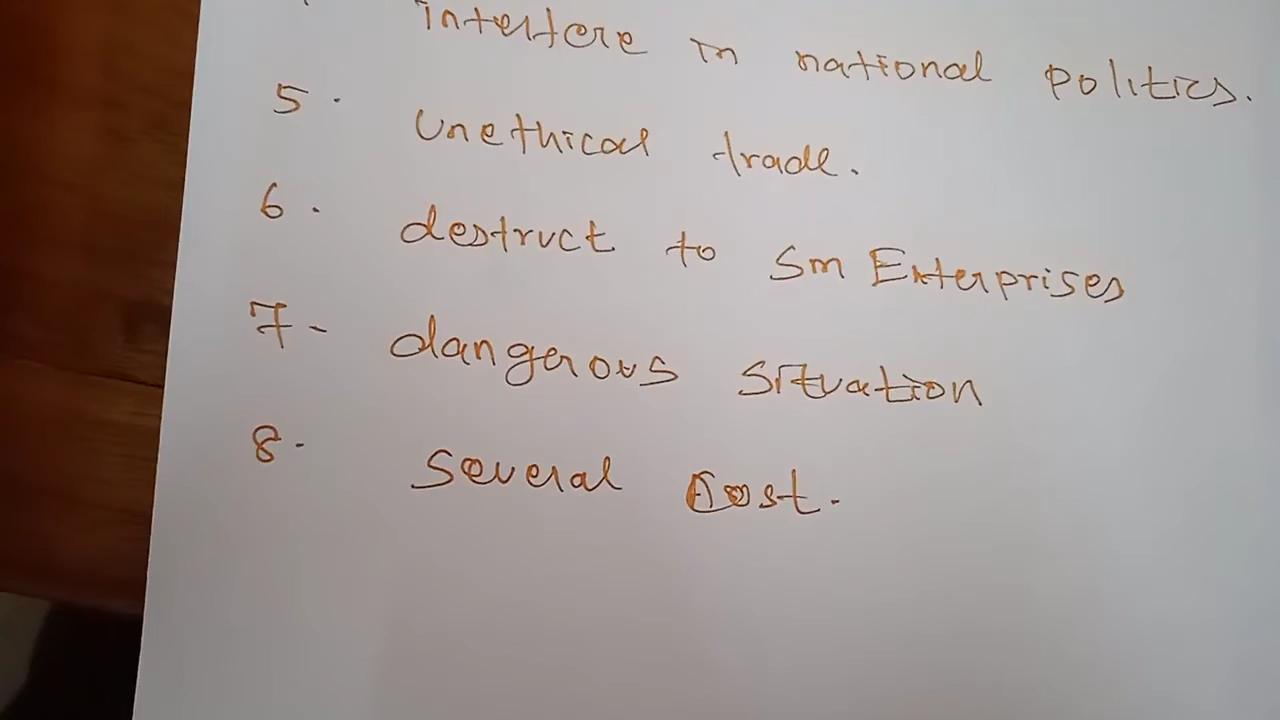 interfere in national politics.
5. unethical trade.
6. destruct to Sm Enterprises
7- dangerous situation
8. several Cost.